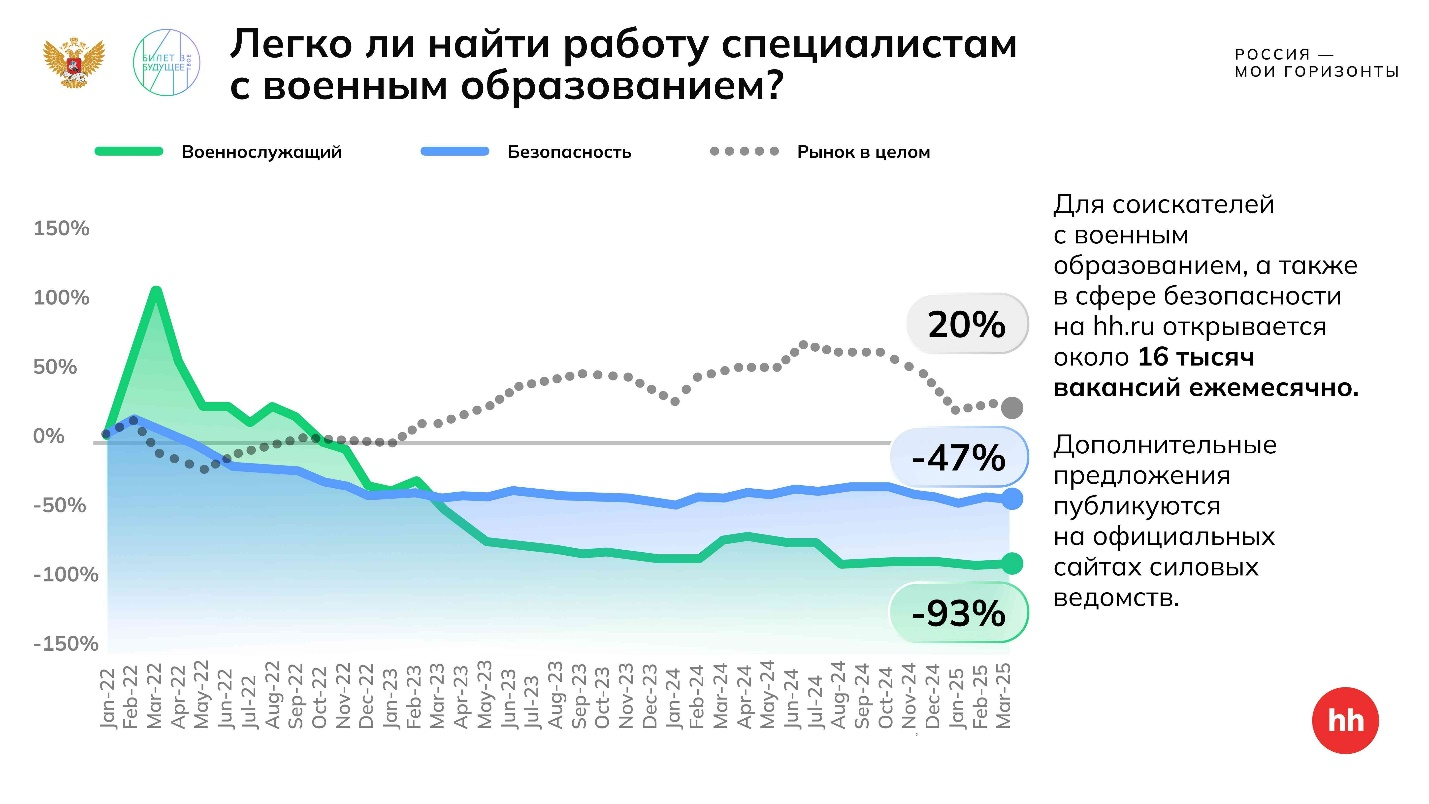 Легко ли найти работу специалистам
с военным образованием?
БИЛЕТ В
БУДУЩЕЕ
РОССИЯ —
МОИ ГОРИЗОНТЫ
Военнослужащий
Безопасность
Рынок в целом
150%
100%
50%
0%
-50%
-100%
-150%
20%
-47%
-93%
Jan-22
Feb-22
Mar-22
Apr-22
May-22
Jun-22
Jul-22
Aug-22
Sep-22
Oct-22
Nov-22
Dec-22
Jan-23
Feb-23
Mar-23
Apr-23
May-23
Jun-23
Jul-23
Aug-23
Sep-23
Oct-23
Nov-23
Dec-23
Jan-24
Feb-24
Mar-24
Apr-24
May-24
Jun-24
Jul-24
Aug-24
Sep-24
Oct-24
Nov-24
Dec-24
Jan-25
Feb-25
Mar-25
Для соискателей
с военным
образованием, а также
в сфере безопасности
на hh.ru открывается
около 16 тысяч
вакансий ежемесячно.
Дополнительные
предложения
публикуются
на официальных
сайтах силовых
ведомств.
hh